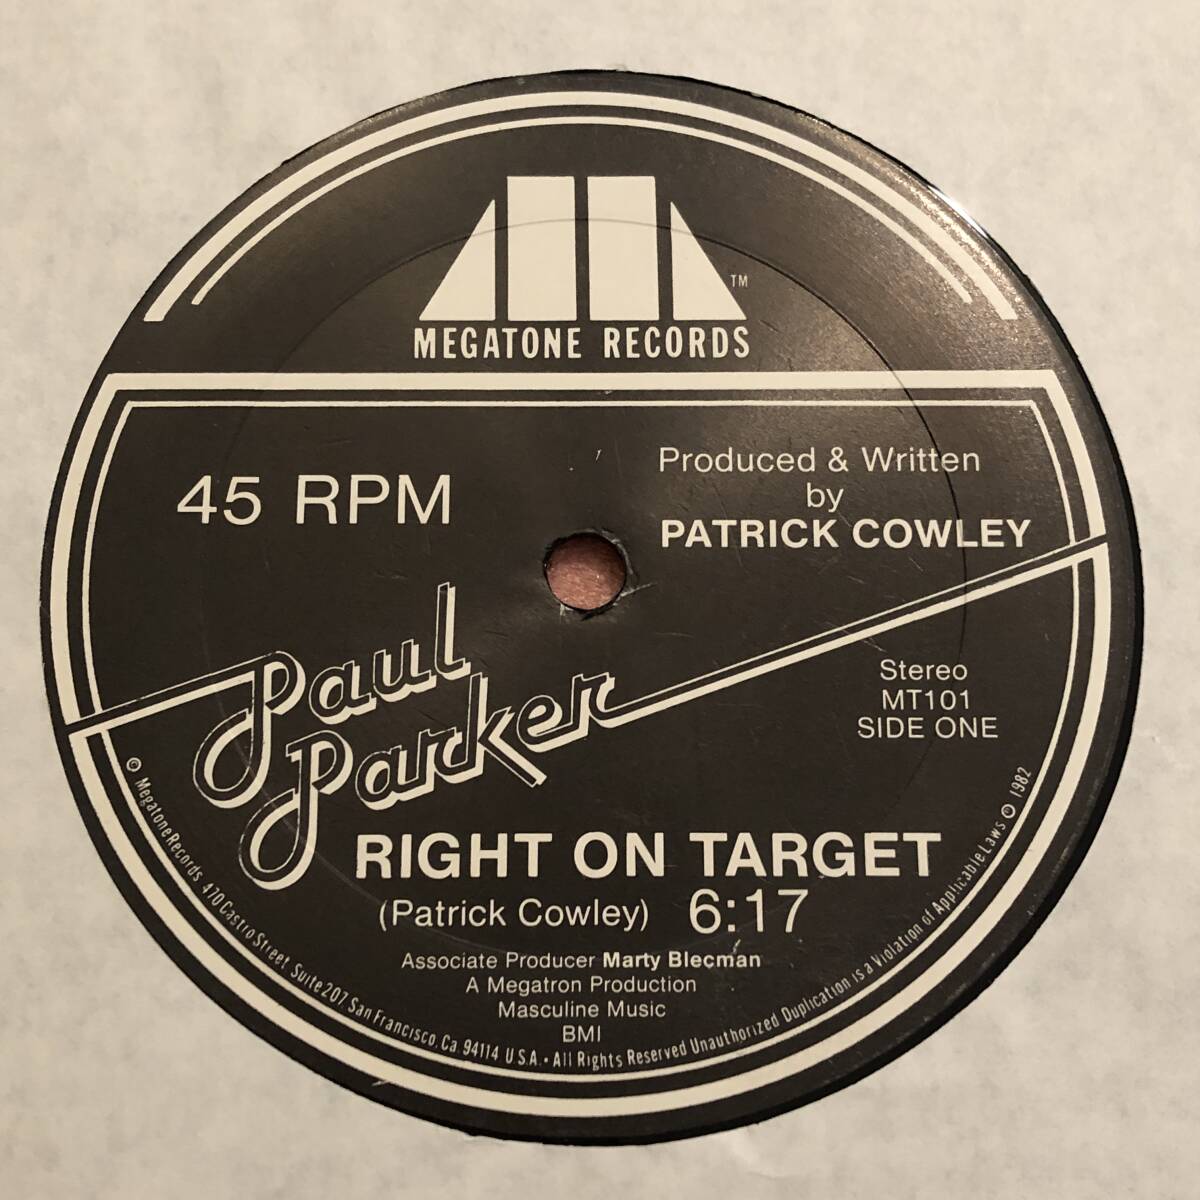 TM
MEGATONE RECORDS
45 RPM
Produced & Written
by
PATRICK COWLEY
Paul
Parker
Stereo
MT101
SIDE ONE
RIGHT ON TARGET
(Patrick Cowley) 6:17
Associate Producer Marty Blecman
A Megatron Production
Masculine Music
BMI
© Megatone Records 470 Castro Street, Suite 207, San Francisco, Ca. 94114 U.S.A. • All Rights Reserved Unauthorized Duplication is a Violation of Applicable Laws © 1982